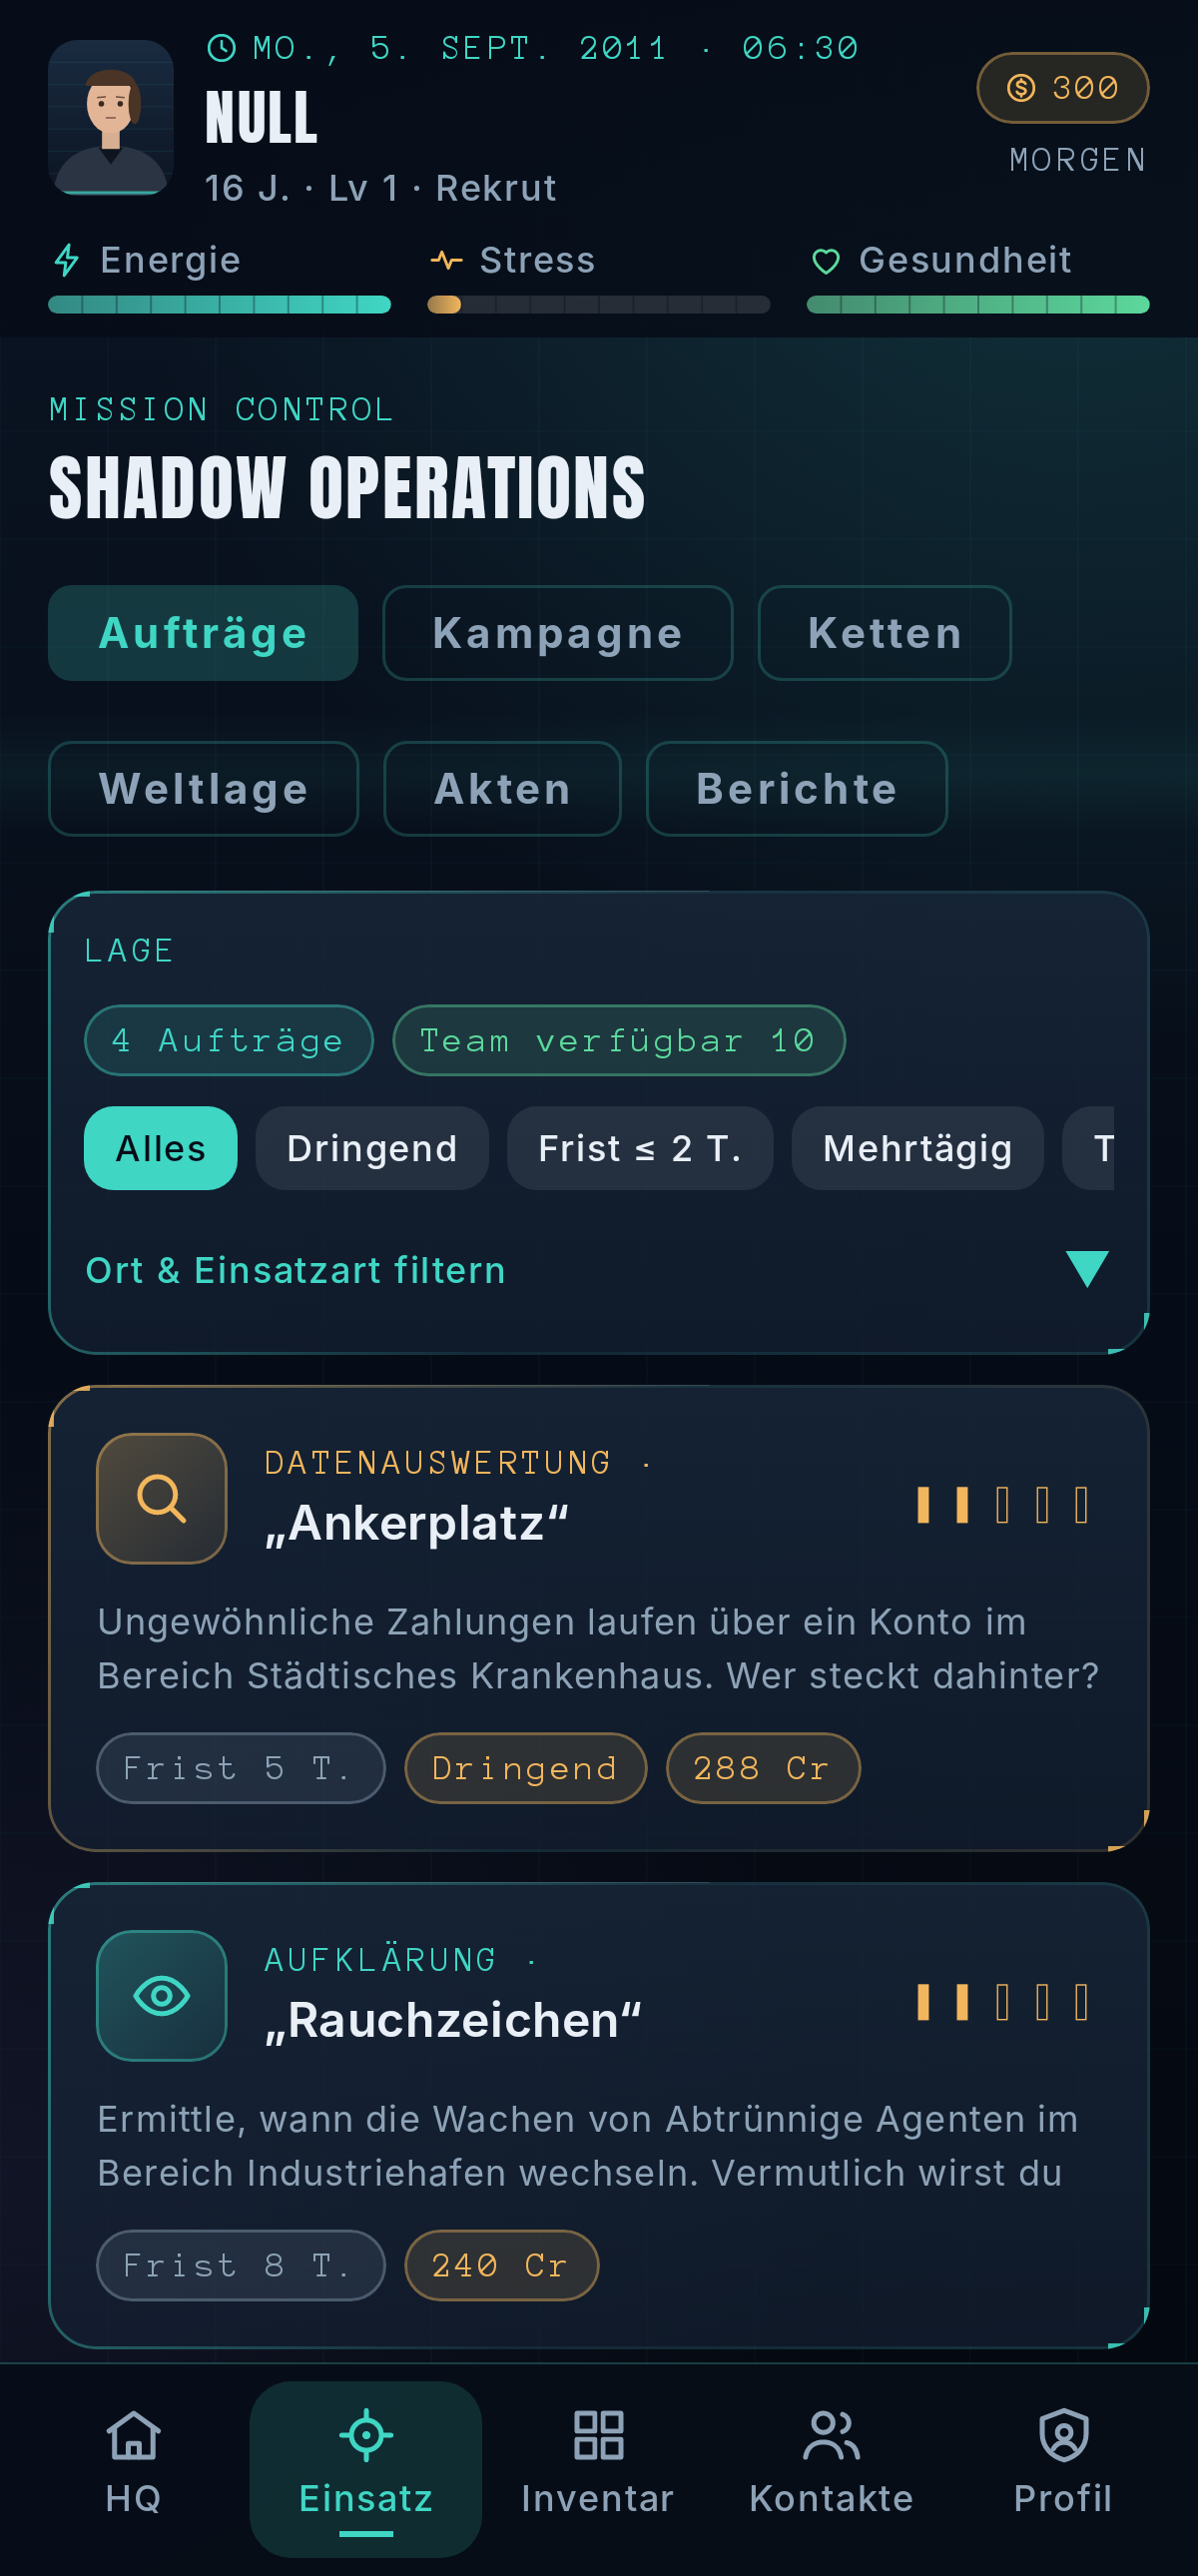 MO., 5. SEPT. 2011 · 06:30
NULL
16 J. · Lv 1 · Rekrut
300
MORGEN
Energie
Stress
Gesundheit
MISSION CONTROL
SHADOW OPERATIONS
Aufträge
Kampagne
Ketten
Weltlage
Akten
Berichte
LAGE
4 Aufträge
Team verfügbar 10
Alles
Dringend
Frist ≤ 2 T.
Mehrtägig
T
Ort & Einsatzart filtern
DATENAUSWERTUNG ·
„Ankerplatz“
Ungewöhnliche Zahlungen laufen über ein Konto im
Bereich Städtisches Krankenhaus. Wer steckt dahinter?
Frist 5 T.
Dringend
288 Cr
AUFKLÄRUNG ·
„Rauchzeichen“
Ermittle, wann die Wachen von Abtrünnige Agenten im
Bereich Industriehafen wechseln. Vermutlich wirst du
Frist 8 T.
240 Cr
HQ
Einsatz
Inventar
Kontakte
Profil